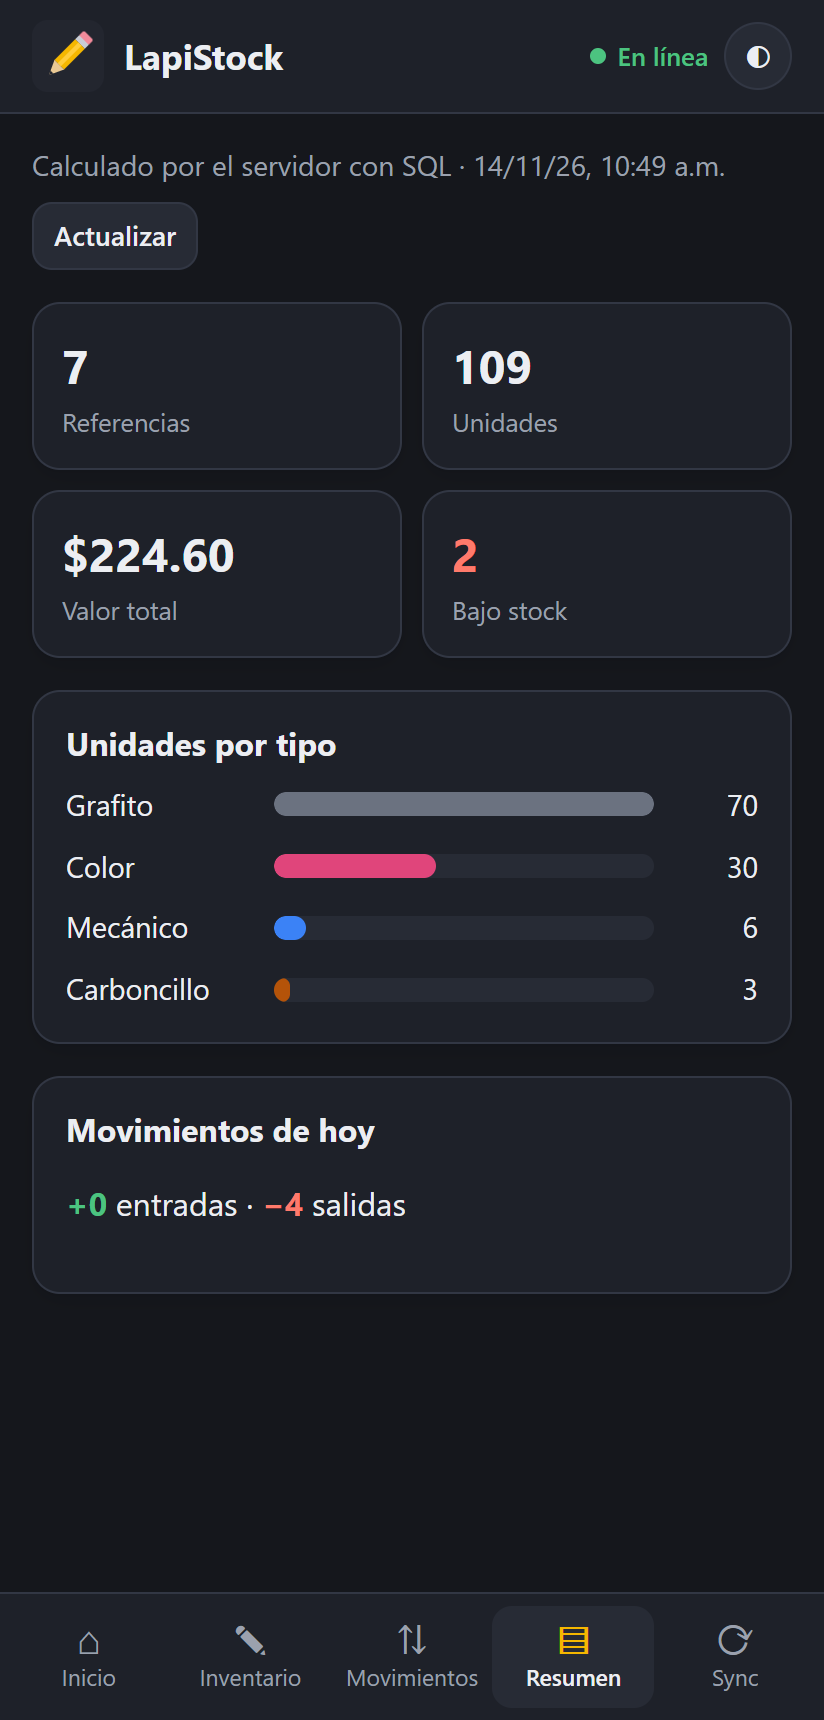 LapiStock
En línea
Calculado por el servidor con SQL · 14/11/26, 10:49 a.m.
Actualizar
7
Referencias
109
Unidades
$224.60
Valor total
2
Bajo stock
Unidades por tipo
Grafito 70
Color 30
Mecánico 6
Carboncillo 3
Movimientos de hoy
+0 entradas · −4 salidas
Inicio Inventario Movimientos Resumen Sync